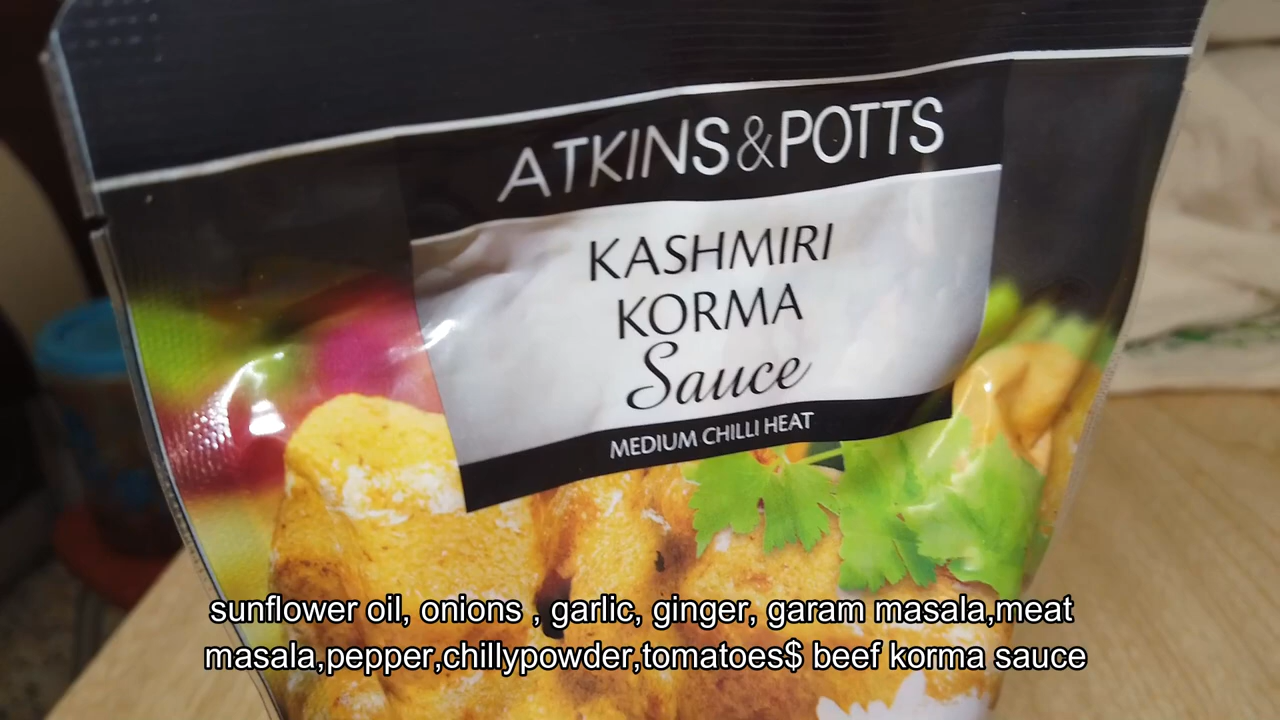 ATKINS&POTTS
KASHMIRI
KORMA
Sauce
MEDIUM CHILLI HEAT
sunflower oil, onions , garlic, ginger, garam masala,meat
masala,pepper,chillypowder,tomatoes$ beef korma sauce